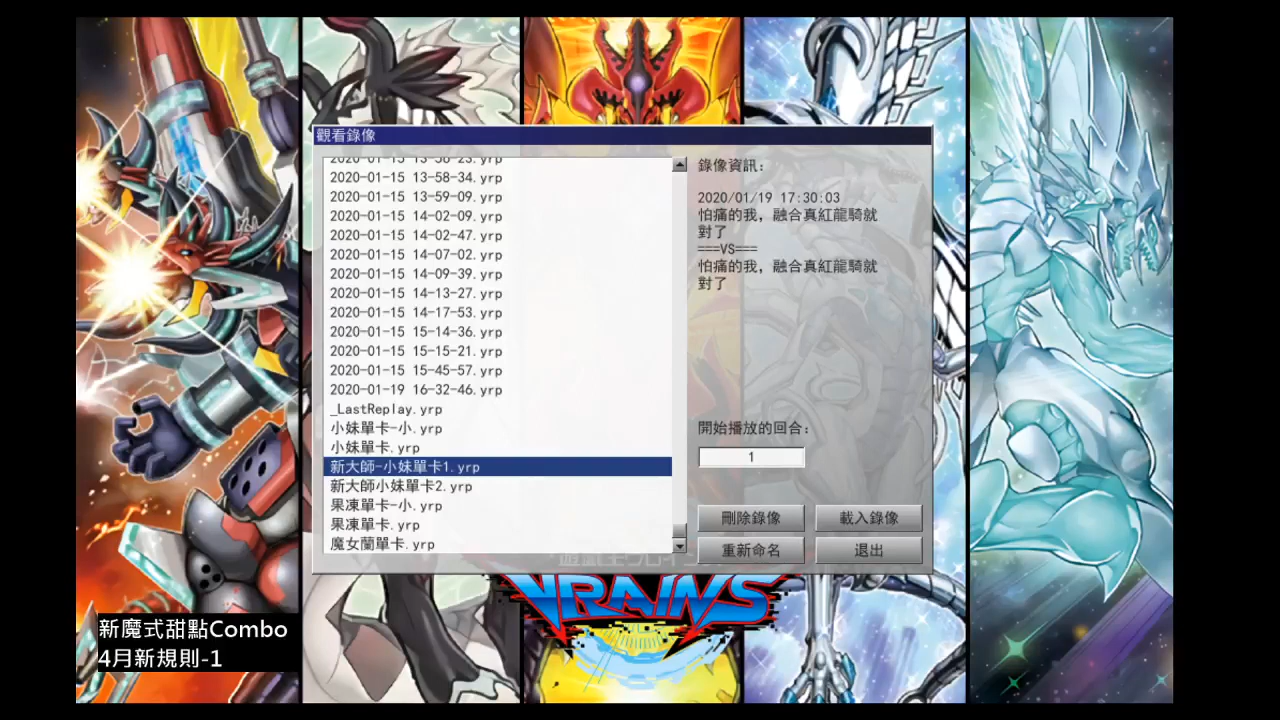 觀看錄像
2020-01-15 13-56-23.yrp
2020-01-15 13-58-34.yrp
2020-01-15 13-59-09.yrp
2020-01-15 14-02-09.yrp
2020-01-15 14-02-47.yrp
2020-01-15 14-07-02.yrp
2020-01-15 14-09-39.yrp
2020-01-15 14-13-27.yrp
2020-01-15 14-17-53.yrp
2020-01-15 15-14-36.yrp
2020-01-15 15-15-21.yrp
2020-01-15 15-45-57.yrp
2020-01-19 16-32-46.yrp
_LastReplay.yrp
小妹單卡-小.yrp
小妹單卡.yrp
新大師-小妹單卡1.yrp
新大師小妹單卡2.yrp
果凍單卡-小.yrp
果凍單卡.yrp
魔女蘭單卡.yrp
錄像資訊:
2020/01/19 17:30:03
怕痛的我，融合真紅龍騎就
對了
===VS===
怕痛的我，融合真紅龍騎就
對了
開始播放的回合:
1
刪除錄像
載入錄像
重新命名
退出
VRAINS
新魔式甜點Combo
4月新規則-1